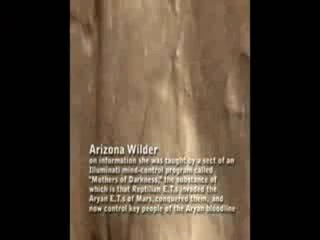 Arizona Wilder
on information she was taught by a sect of an
Illuminati mind-control program called
"Mothers of Darkness," the substance of
which is that Reptilian E.T.s invaded the
Aryan E.T.s of Mars, conquered them, and
now control key people of the Aryan bloodline